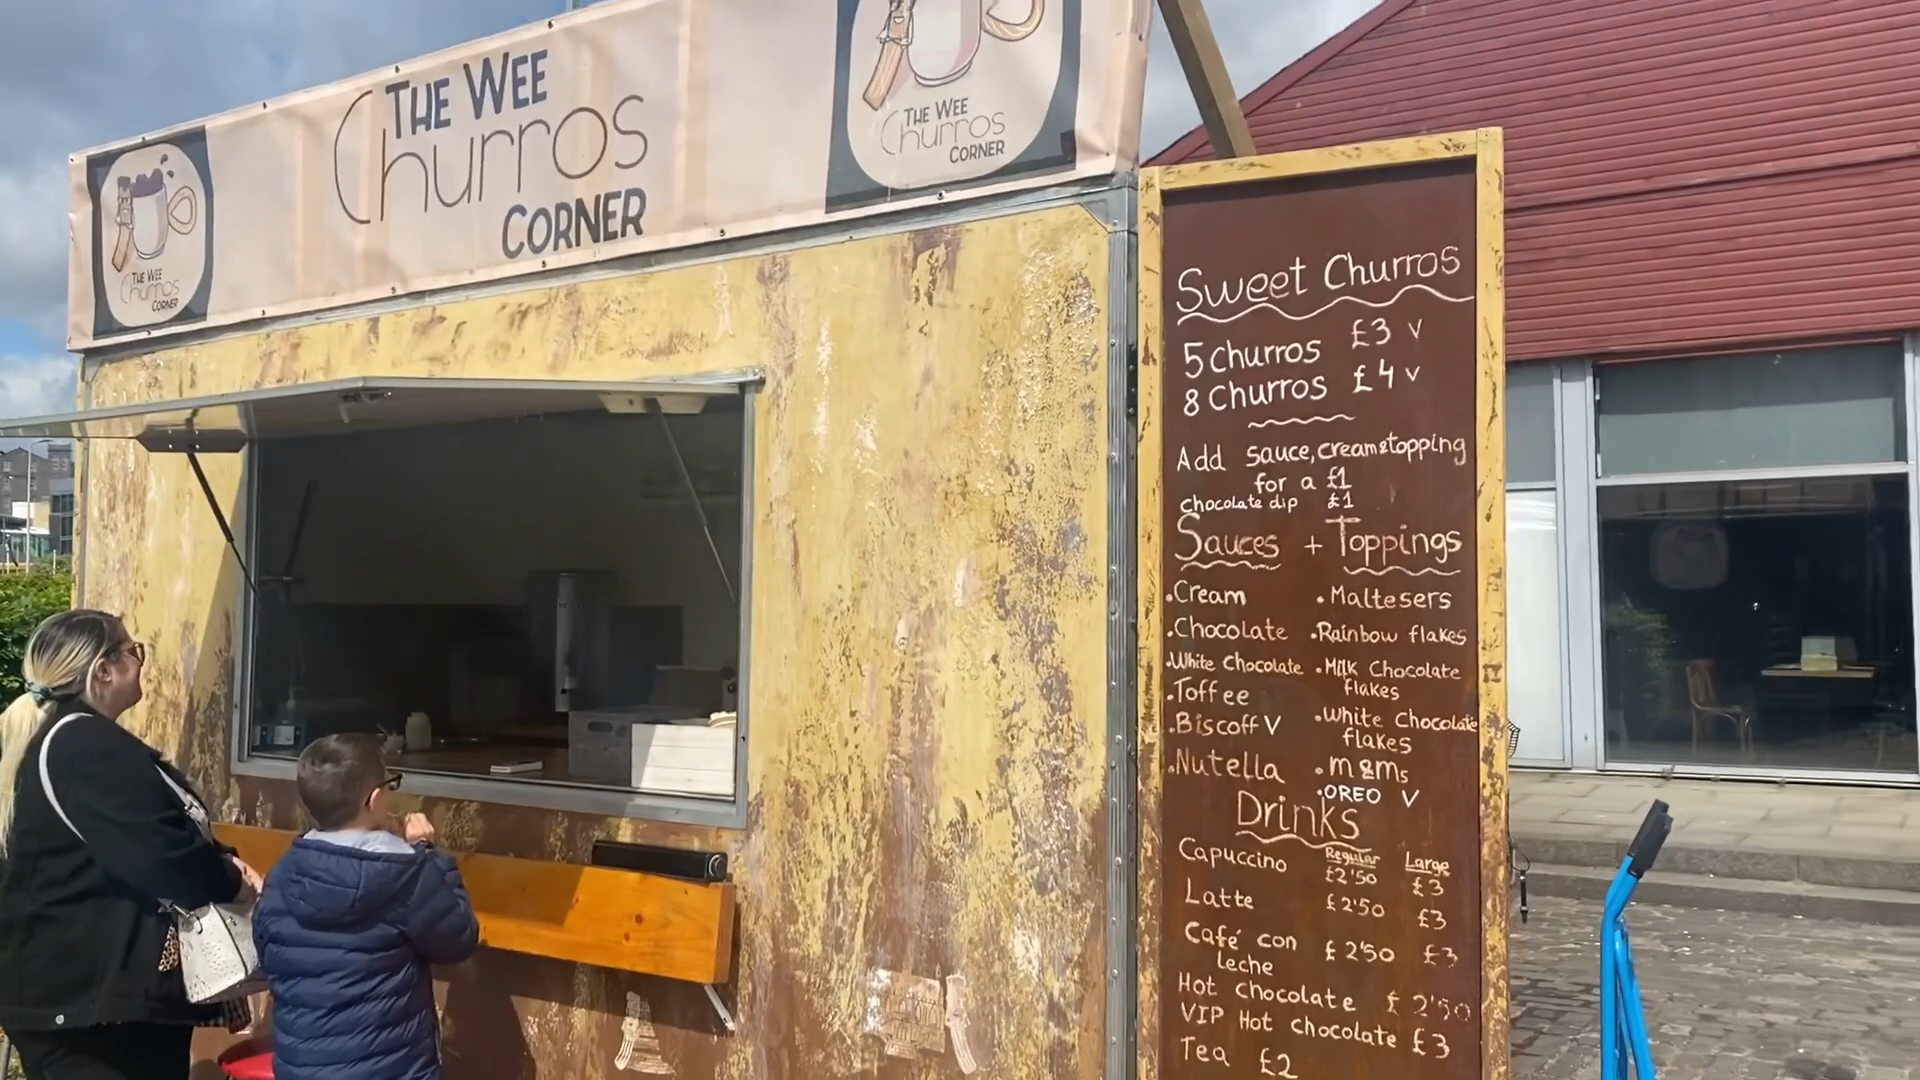 THE WEE
Churros
CORNER
THE WEE
Churros
CORNER
THE WEE
Churros
CORNER
Sweet Churros
5 Churros £3 V
8 Churros £4 V
Add sauce, cream & topping
for a £1
chocolate dip £1
Sauces + Toppings
.Cream .Maltesers
.Chocolate .Rainbow flakes
.White Chocolate .Milk Chocolate
flakes
.Toffee
.Biscoff V .White Chocolate
flakes
.Nutella .m&ms
.OREO V
Drinks
Regular Large
Capuccino £2'50 £3
Latte £2'50 £3
Café con £2'50 £3
leche
Hot Chocolate £2'50
VIP Hot Chocolate £3
Tea £2